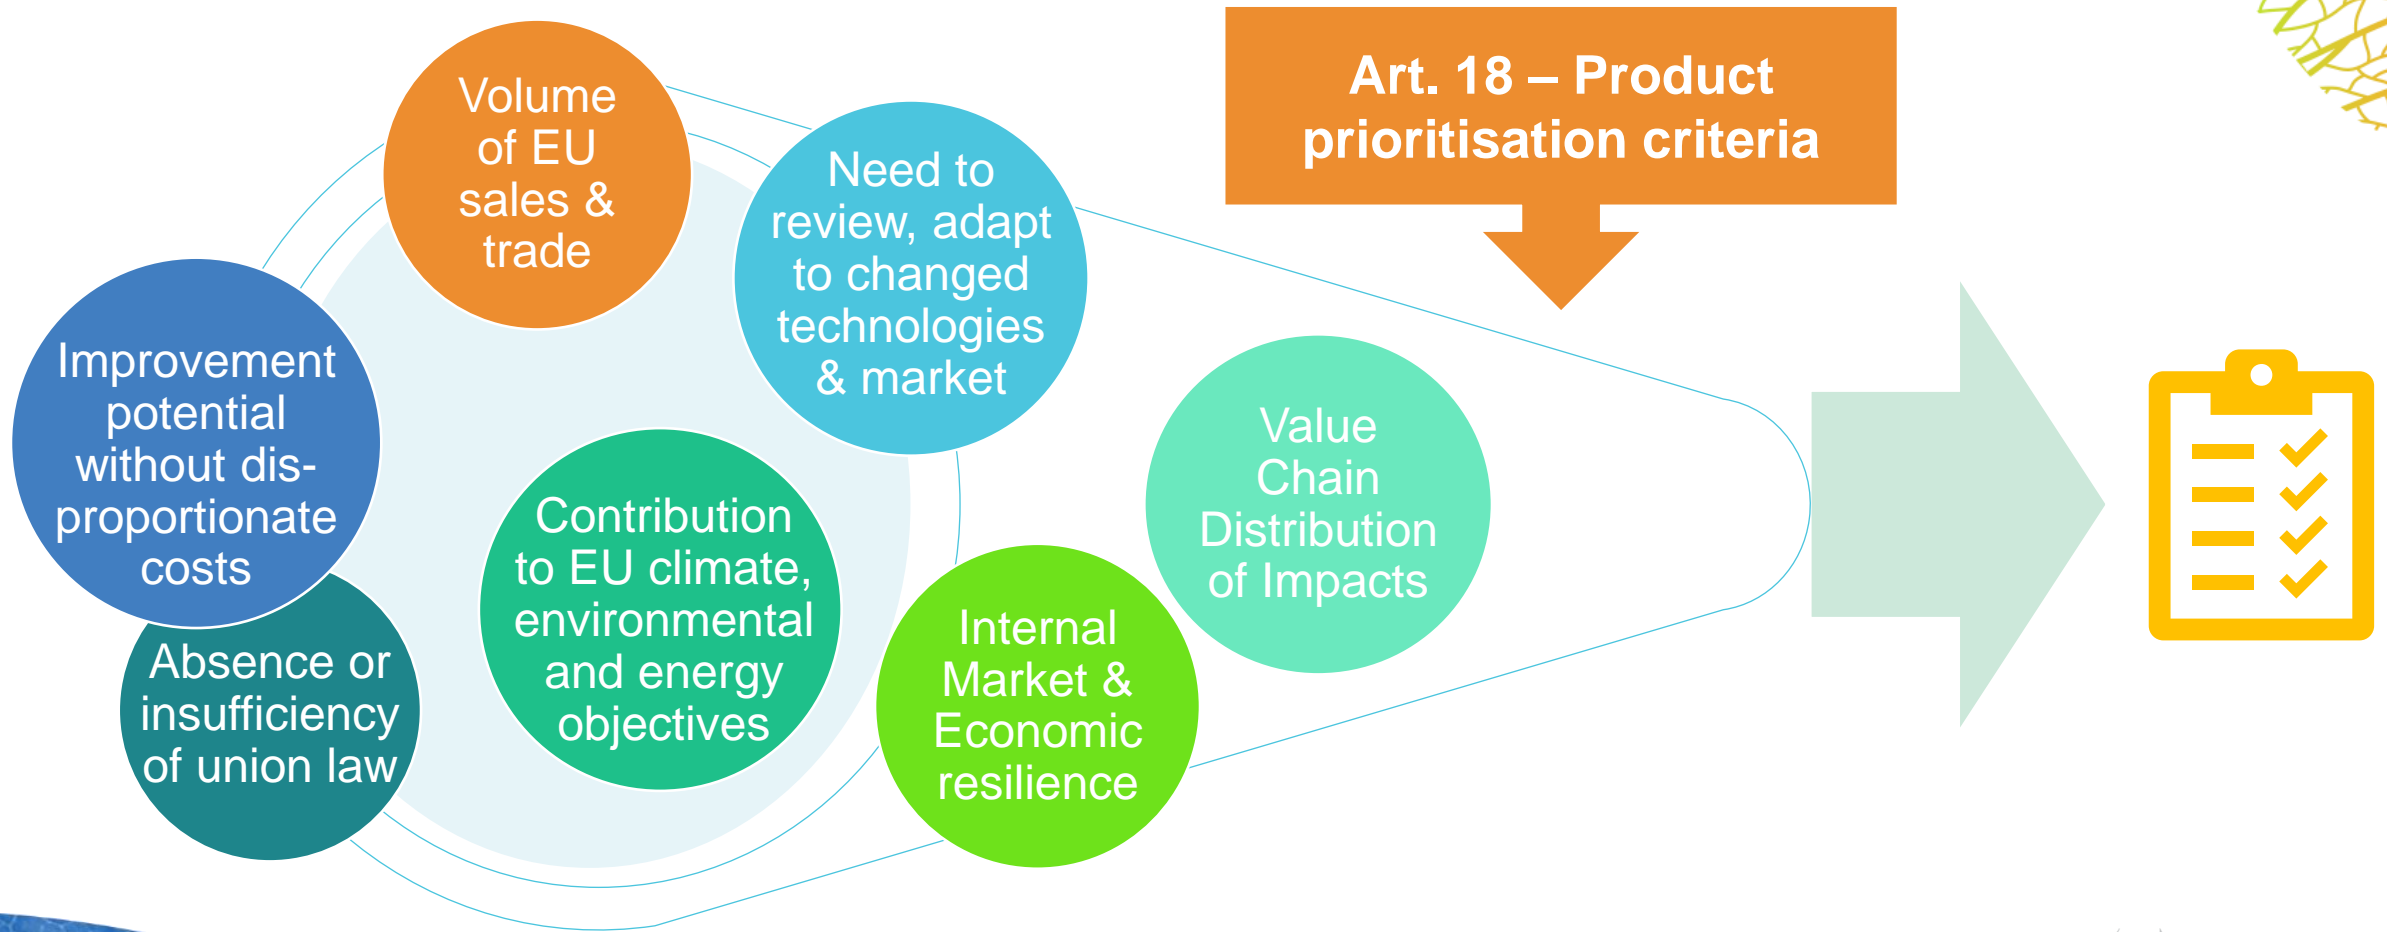 Art. 18 – Product
prioritisation criteria
Volume
of EU
sales &
trade
Need to
review, adapt
to changed
technologies
& market
Improvement
potential
without dis-
proportionate
costs
Contribution
to EU climate,
environmental
and energy
objectives
Value
Chain
Distribution
of Impacts
Absence or
insufficiency
of union law
Internal
Market &
Economic
resilience